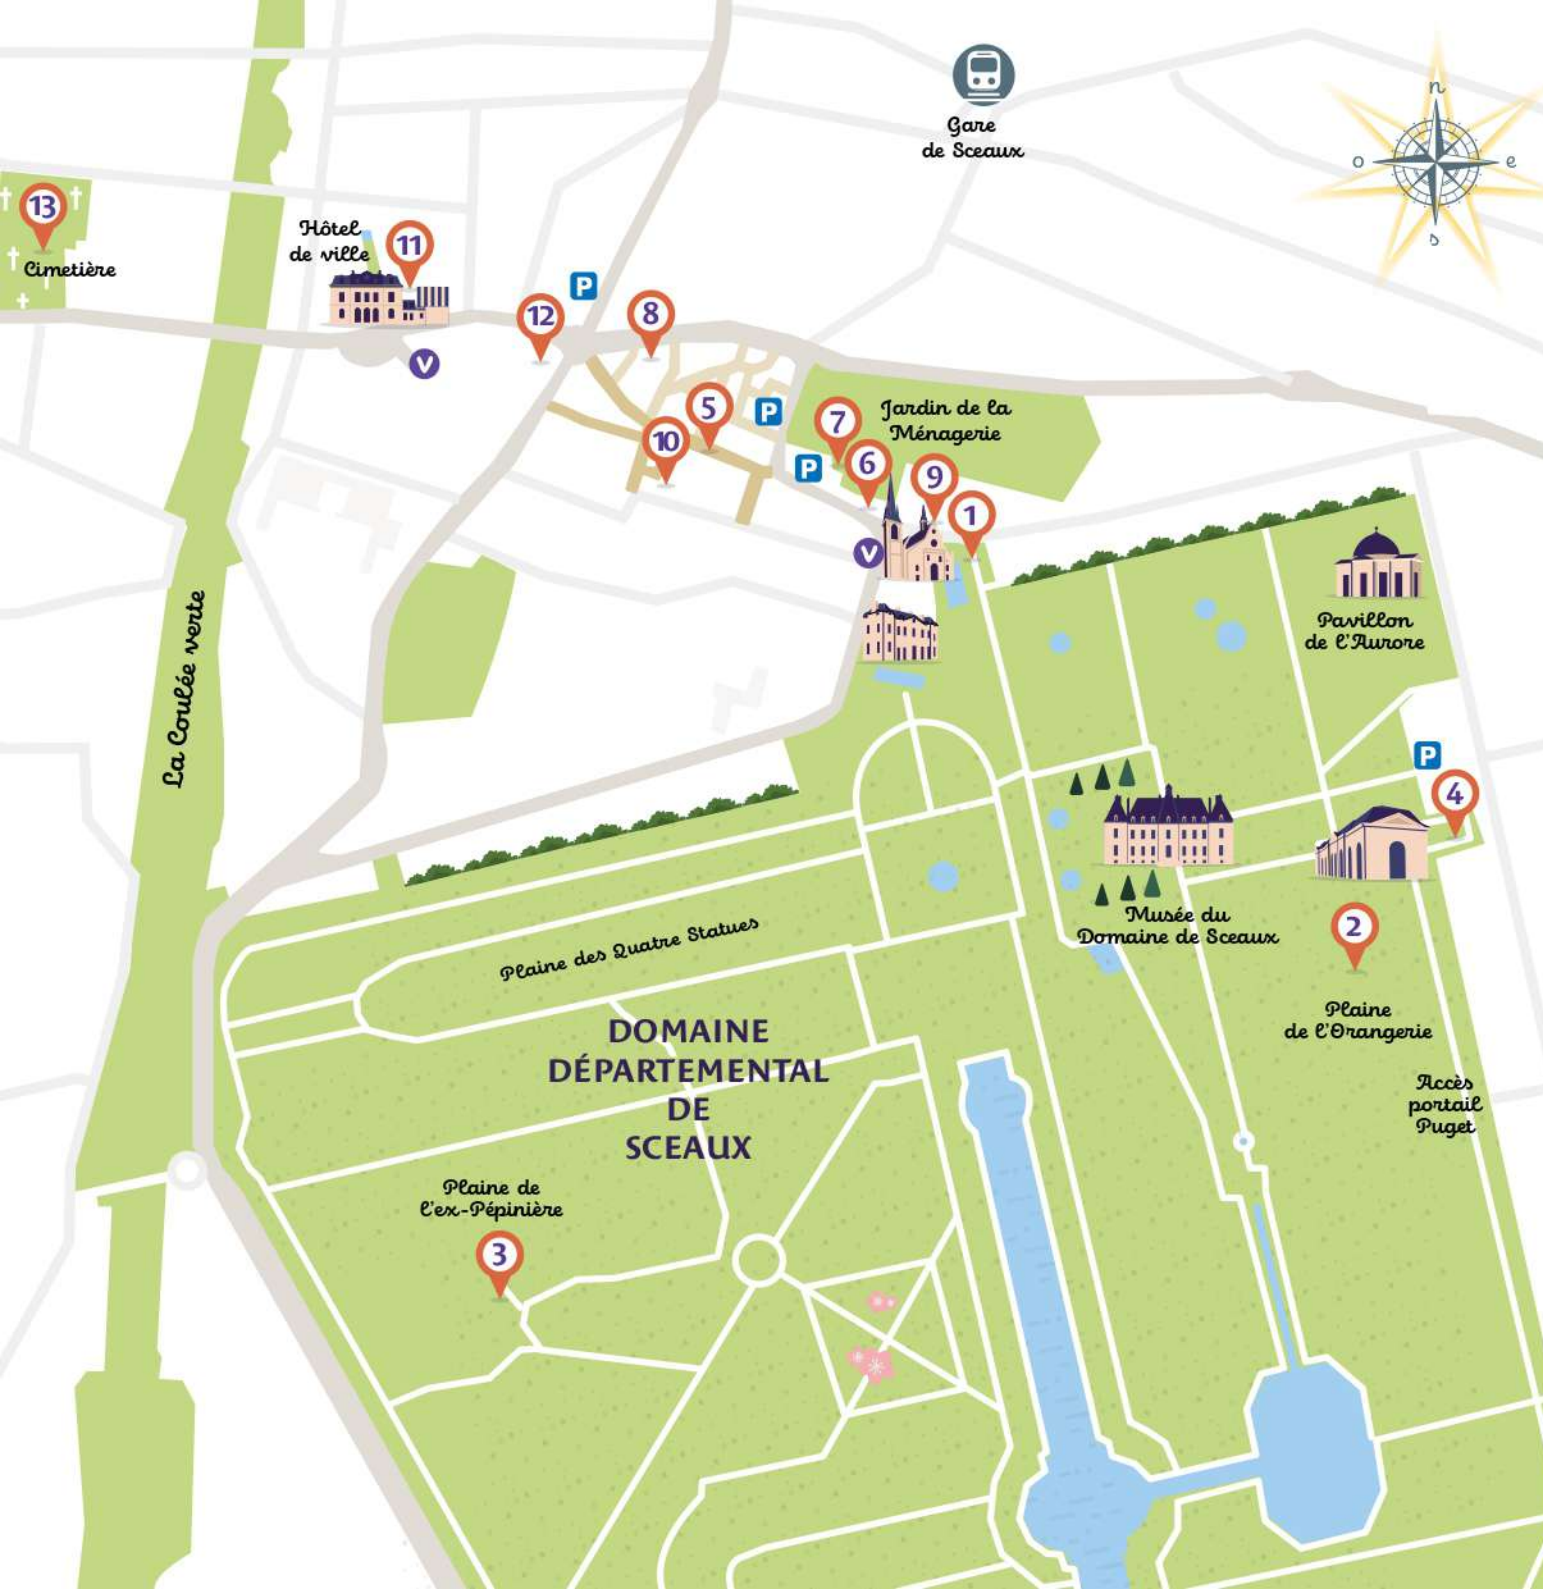 n
Gare
de Sceaux
o
e
13
Hôtel
de ville
11
s
Cimetière
P
12
8
V
5
P
7
Jardin de la
Ménagerie
10
P
6
9
1
V
La Coulée verte
Pavillon
de l'Aurore
P
4
Musée du
Domaine de Sceaux
2
Plaine des Quatre Statues
Plaine
de l'Orangerie
DOMAINE
DÉPARTEMENTAL
DE
SCEAUX
Accès
portail
Puget
Plaine de
l'ex-Pépinière
3